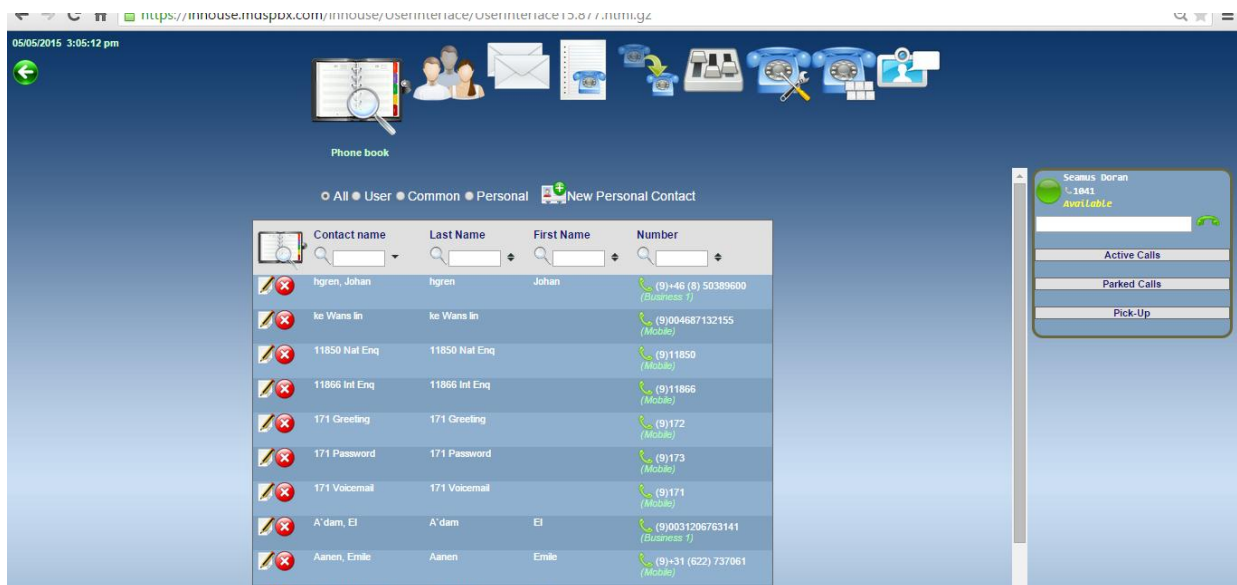 https://inhouse.mdspbx.com/inhouse/UserInterface/UserInterface15.877.html.gz
05/05/2015 3:05:12 pm
Phone book
All User Common Personal New Personal Contact
Contact name Last Name First Name Number
hgren, Johan hgren Johan (9)+46 (8) 50389600
(Business 1)
ke Wans lin ke Wans lin (9)004687132155
(Mobile)
11850 Nat Enq 11850 Nat Enq (9)11850
(Mobile)
11866 Int Enq 11866 Int Enq (9)11866
(Mobile)
171 Greeting 171 Greeting (9)172
(Mobile)
171 Password 171 Password (9)173
(Mobile)
171 Voicemail 171 Voicemail (9)171
(Mobile)
A`dam, El A`dam El (9)0031206763141
(Business 1)
Aanen, Emile Aanen Emile (9)+31 (622) 737061
(Mobile)
Seamus Doran
1041
Available
Active Calls
Parked Calls
Pick-Up